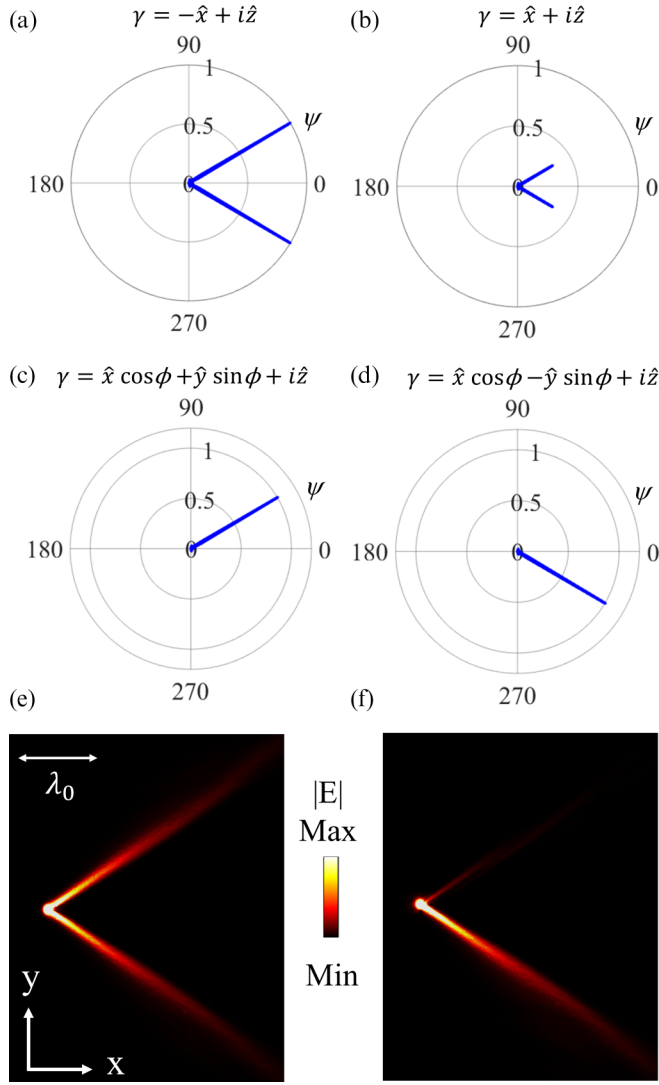 (a)
γ = −x̂ + iẑ
90
1
0.5
ψ
180
0
0
270
(b)
γ = x̂ + iẑ
90
1
0.5
ψ
180
0
0
270
(c)
γ = x̂ cosϕ+ŷ sinϕ + iẑ
90
1
0.5
ψ
180
0
0
270
(d)
γ = x̂ cosϕ−ŷ sinϕ + iẑ
90
1
0.5
ψ
180
0
0
270
(e)
λ₀
y
x
|E|
Max
Min
(f)